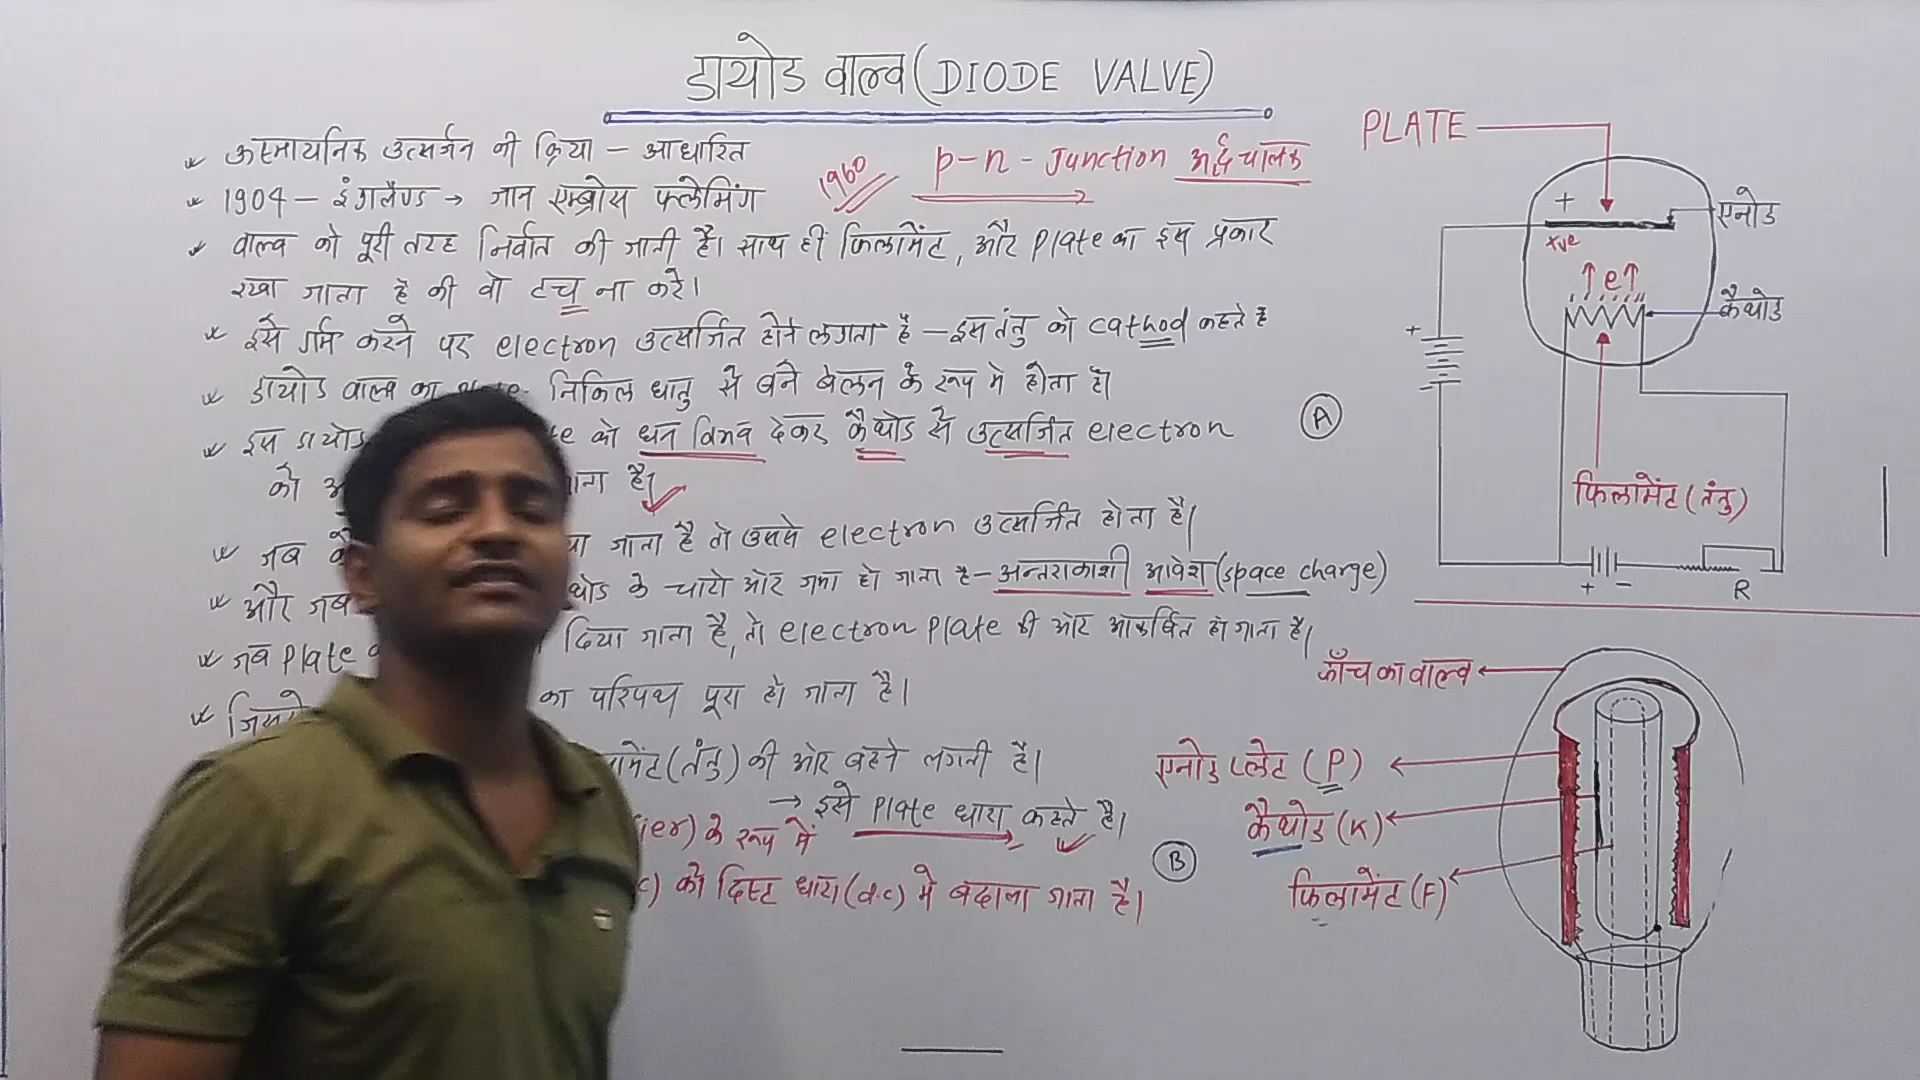 डायोड वाल्व (DIODE VALVE)
ऊष्मायनिक उत्सर्जन की क्रिया – आधारित
1960 p-n-Junction अर्द्धचालक
1904 – इंग्लैण्ड → जान एम्ब्रोस फ्लेमिंग
वाल्व को पूरी तरह निर्वात की जाती है। साथ ही फिलामेंट, और Plate का इस प्रकार
रखा जाता है की वो टच ना करे।
इसे गर्म करने पर electron उत्सर्जित होने लगता है – इस तंतु को cathod कहते है
डायोड वाल्व का निकिल धातु से बने बेलन के रूप मे होता है।
इस डायोड को धन विभव देकर कैथोड से उत्सर्जित electron
को है।
जब जाता है तो उससे electron उत्सर्जित होता है।
और जब के चारो ओर जमा हो जाता है – अन्तराकाशी आवेश (space charge)
जब Plate दिया जाता है, तो electron Plate की ओर आकर्षित हो जाता है।
का परिपथ पूरा हो जाता है।
(तंतु) की ओर बहने लगती है।
→ इसे Plate धारा कहते है।
के रूप में
को दिष्ट धारा (d.c) मे बदाला जाता है।
PLATE
+
एनोड
+ve
↑ e ↑
कैथोड
+
−
A
फिलामेंट (तंतु)
+ − R
काँच का वाल्व
एनोड प्लेट (P)
कैथोड (K)
B
फिलामेंट (F)